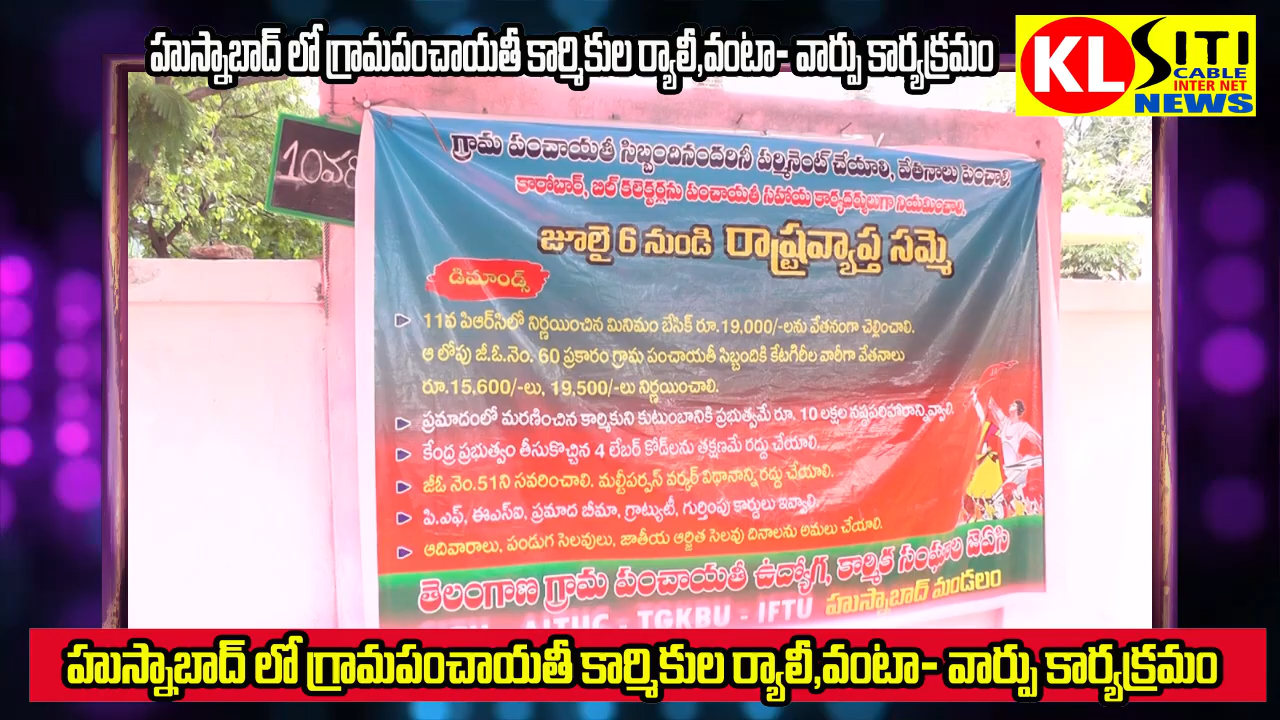 హుస్నాబాద్ లో గ్రామపంచాయతీ కార్మికుల ర్యాలీ,వంటా- వార్పు కార్యక్రమం
KL SITI
CABLE
INTER NET
NEWS
10వ
గ్రామ పంచాయతీ సిబ్బందినందరినీ పర్మినెంట్ చేయాలి, వేతనాలు పెంచాలి
కారోబార్, బిల్ కలెక్టర్లను పంచాయతీ సహాయ కార్యదర్శులుగా నియమించాలి.
జూలై 6 నుండి రాష్ట్రవ్యాప్త సమ్మె
డిమాండ్స్
11వ పిఆర్‌సిలో నిర్ణయించిన మినిమం బేసిక్ రూ.19,000/-లను వేతనంగా చెల్లించాలి.
ఆ లోపు జీ.ఓ.నెం. 60 ప్రకారం గ్రామ పంచాయతీ సిబ్బందికి కేటగిరీల వారీగా వేతనాలు
రూ.15,600/-లు, 19,500/-లు నిర్ణయించాలి.
ప్రమాదంలో మరణించిన కార్మికుని కుటుంబానికి ప్రభుత్వమే రూ. 10 లక్షల నష్టపరిహారాన్నివ్వాలి.
కేంద్ర ప్రభుత్వం తీసుకొచ్చిన 4 లేబర్ కోడ్‌లను తక్షణమే రద్దు చేయాలి.
జీఓ నెం.51ని సవరించాలి. మల్టీపర్పస్ వర్కర్ విధానాన్ని రద్దు చేయాలి.
పి.ఎఫ్, ఈఎస్ఐ, ప్రమాద బీమా, గ్రాట్యుటీ, గుర్తింపు కార్డులు ఇవ్వాలి.
ఆదివారాలు, పండుగ సెలవులు, జాతీయ ఆర్జిత సెలవు దినాలను అమలు చేయాలి.
తెలంగాణ గ్రామ పంచాయతీ ఉద్యోగ, కార్మిక సంఘాల జెఏసి
AITUC - TGKBU - IFTU హుస్నాబాద్ మండలం
హుస్నాబాద్ లో గ్రామపంచాయతీ కార్మికుల ర్యాలీ,వంటా- వార్పు కార్యక్రమం